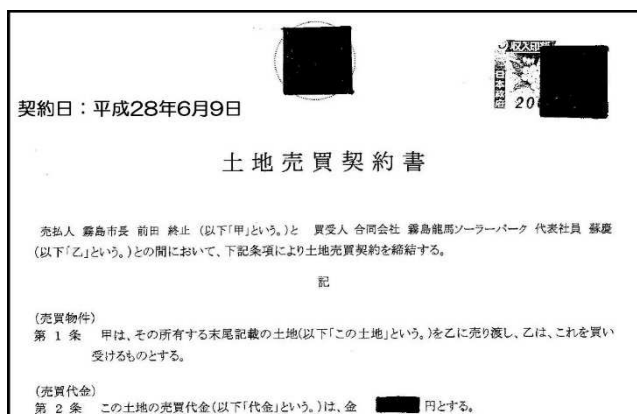 収入印紙
日本政府
20
契約日：平成28年6月9日
土地売買契約書
売払人 霧島市長 前田 終止 (以下「甲」という。)と 買受人 合同会社 霧島龍馬ソーラーパーク 代表社員 蘇慶
(以下「乙」という。)との間において、下記条項により土地売買契約を締結する。
記
(売買物件)
第 1 条 甲は、その所有する末尾記載の土地(以下「この土地」という。)を乙に売り渡し、乙は、これを買い
受けるものとする。
(売買代金)
第 2 条 この土地の売買代金(以下「代金」という。)は、金 円とする。